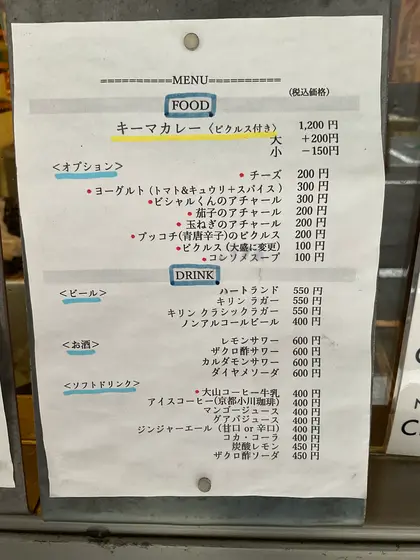 ==========MENU==========
(税込価格)
FOOD
キーマカレー〈ピクルス付き〉 1,200 円
大 +200円
小 −150円
<オプション>
• チーズ 200 円
• ヨーグルト (トマト&キュウリ+スパイス) 300 円
• ビシャルくんのアチャール 300 円
• 茄子のアチャール 200 円
• 玉ねぎのアチャール 200 円
• プッコチ(青唐辛子)のピクルス 200 円
• ピクルス (大盛に変更) 100 円
• コンソメスープ 100 円
DRINK
<ビール>
ハートランド 550 円
キリン ラガー 550 円
キリン クラシックラガー 550 円
ノンアルコールビール 400 円
<お酒>
レモンサワー 600 円
ザクロ酢サワー 600 円
カルダモンサワー 600 円
ダイヤメソーダ 600 円
<ソフトドリンク>
• 大山コーヒー牛乳 400 円
アイスコーヒー(京都小川珈琲) 400 円
マンゴージュース 400 円
グアバジュース 400 円
ジンジャーエール (甘口 or 辛口) 400 円
コカ・コーラ 400 円
炭酸レモン 450 円
ザクロ酢ソーダ 450 円